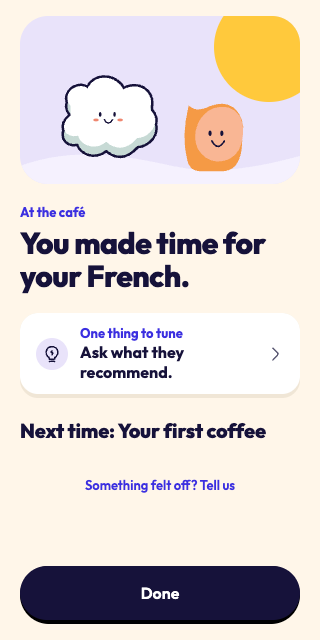 At the café
You made time for
your French.
One thing to tune
Ask what they
recommend.
Next time: Your first coffee
Something felt off? Tell us
Done